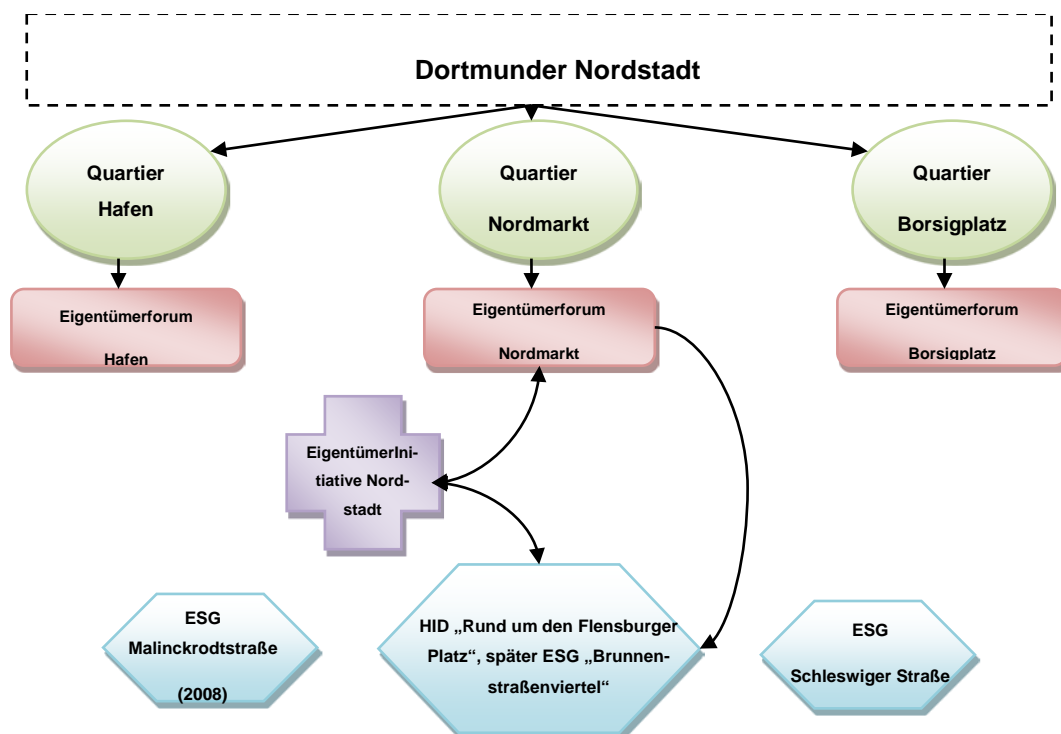 Dortmunder Nordstadt
Quartier
Hafen
Quartier
Nordmarkt
Quartier
Borsigplatz
Eigentümerforum
Hafen
Eigentümerforum
Nordmarkt
Eigentümerforum
Borsigplatz
EigentümerIni-
tiative Nord-
stadt
ESG
Malinckrodtstraße
(2008)
HID „Rund um den Flensburger
Platz“, später ESG „Brunnen-
straßenviertel“
ESG
Schleswiger Straße